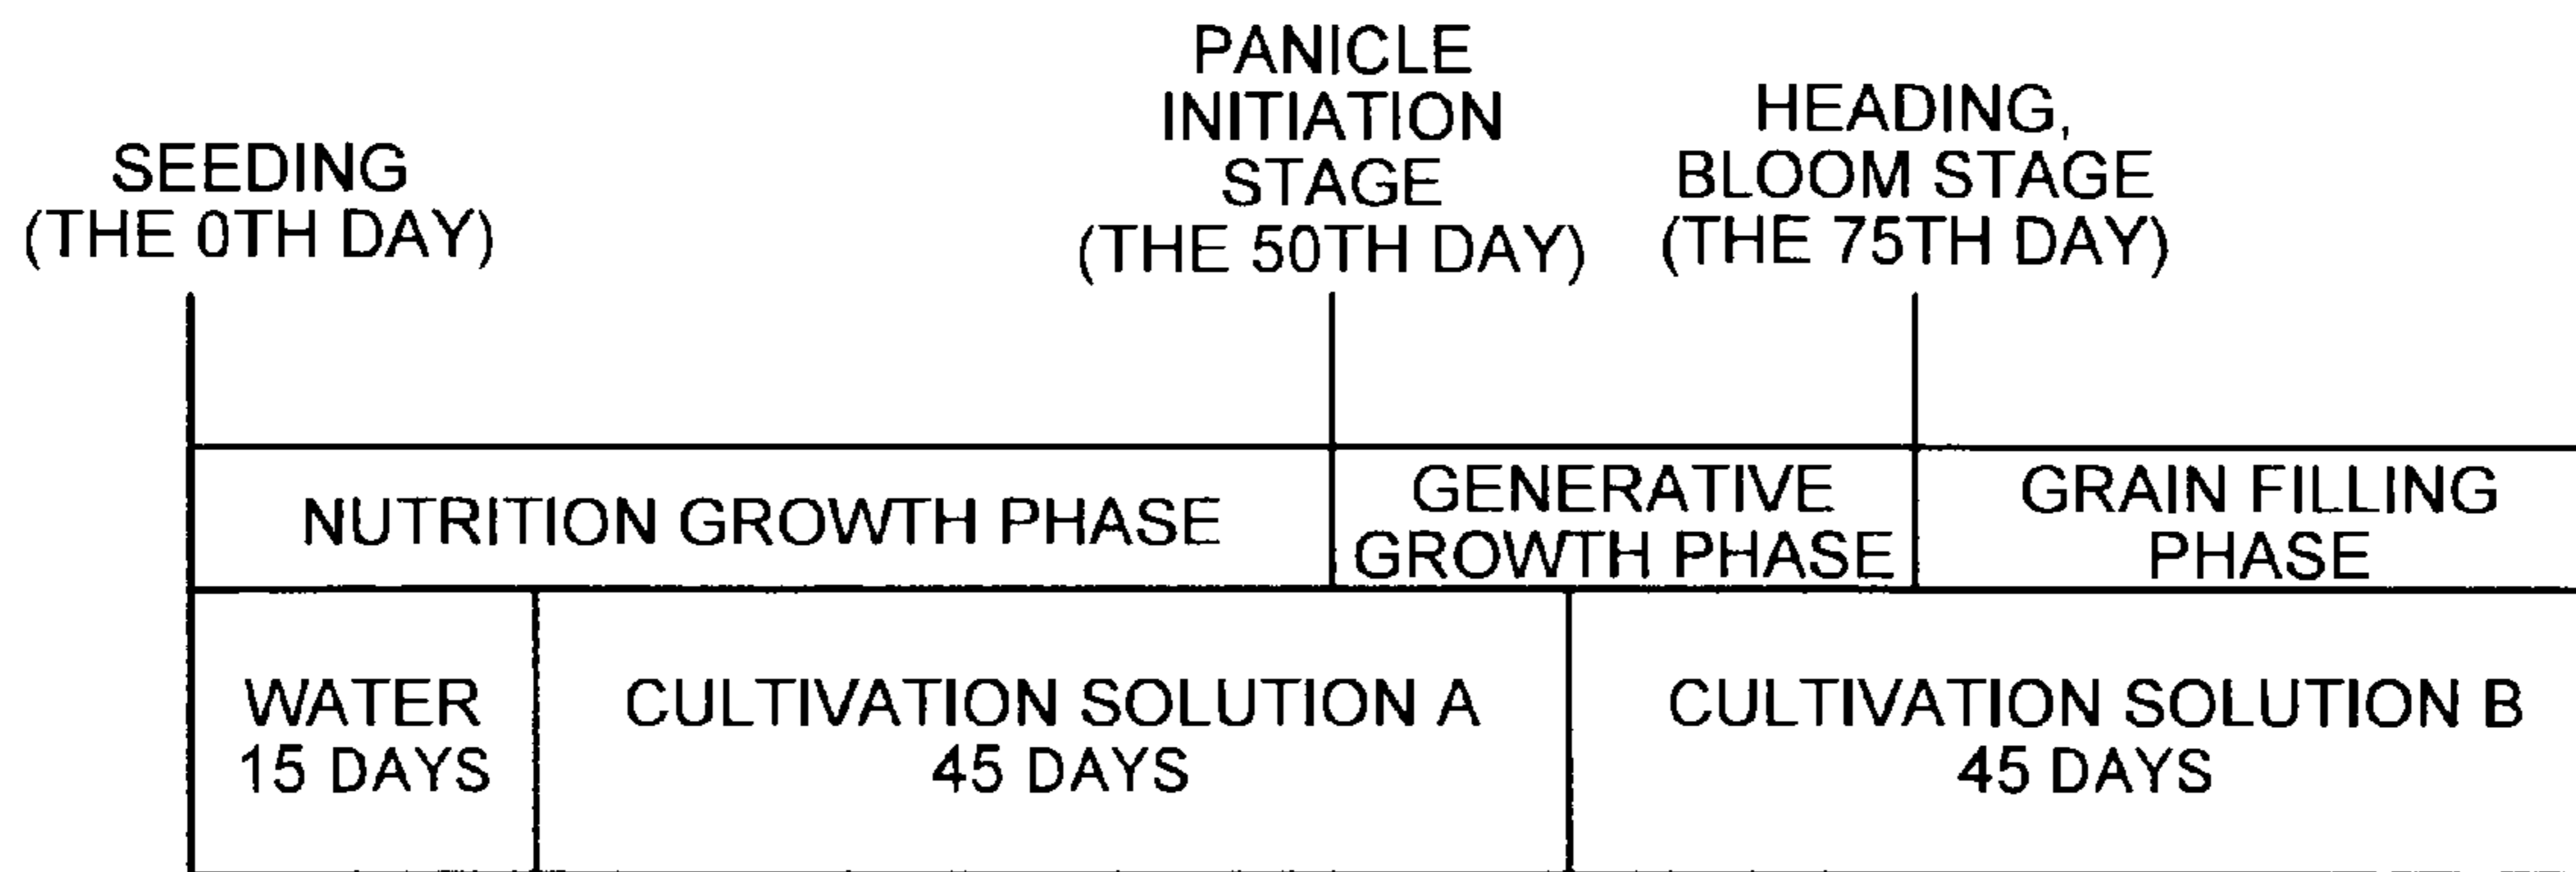 SEEDING
(THE 0TH DAY)
PANICLE
INITIATION
STAGE
(THE 50TH DAY)
HEADING,
BLOOM STAGE
(THE 75TH DAY)
NUTRITION GROWTH PHASE
GENERATIVE
GROWTH PHASE
GRAIN FILLING
PHASE
WATER
15 DAYS
CULTIVATION SOLUTION A
45 DAYS
CULTIVATION SOLUTION B
45 DAYS